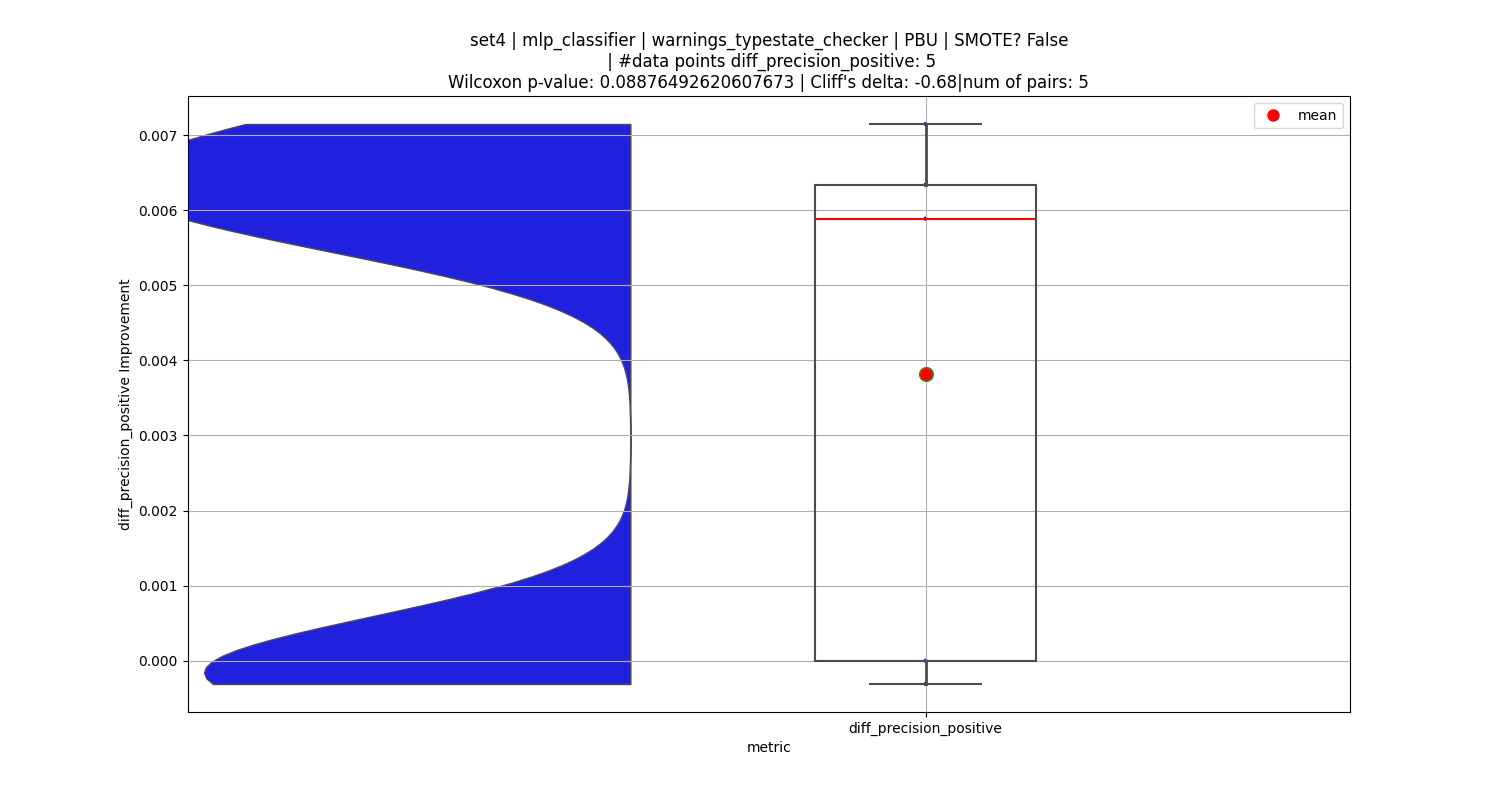 set4 | mlp_classifier | warnings_typestate_checker | PBU | SMOTE? False
| #data points diff_precision_positive: 5
Wilcoxon p-value: 0.08876492620607673 | Cliff's delta: -0.68|num of pairs: 5
mean
0.007
0.006
0.005
0.004
0.003
0.002
0.001
0.000
diff_precision_positive Improvement
diff_precision_positive
metric